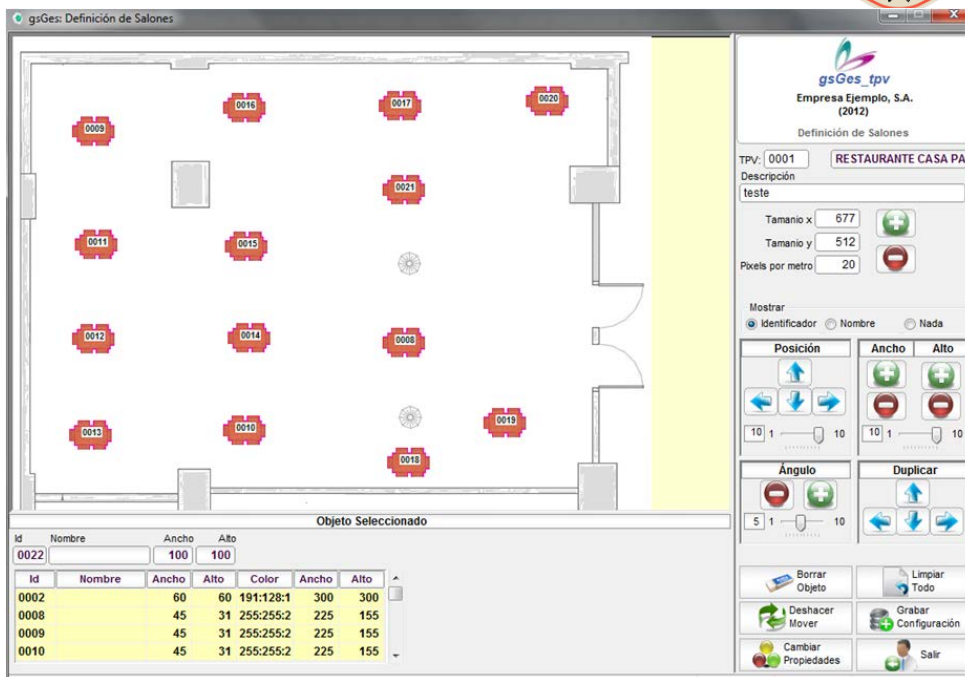 gsGes: Definición de Salones
0009
0016
0017
0020
0021
0011
0015
0012
0014
0008
0013
0010
0019
0018
Objeto Seleccionado
Id Nombre Ancho Alto
0022 100 100
Id Nombre Ancho Alto Color Ancho Alto
0002 60 60 191:128:1 300 300
0008 45 31 255:255:2 225 155
0009 45 31 255:255:2 225 155
0010 45 31 255:255:2 225 155
gsGes_tpv
Empresa Ejemplo, S.A.
(2012)
Definición de Salones
TPV: 0001 RESTAURANTE CASA PA
Descripción
teste
Tamanio x 677
Tamanio y 512
Pixels por metro 20
Mostrar
Identificador Nombre Nada
Posición Ancho Alto
10 1 10 10 1 10
Ángulo Duplicar
5 1 10
Borrar Objeto
Limpiar Todo
Deshacer Mover
Grabar Configuración
Cambiar Propiedades
Salir